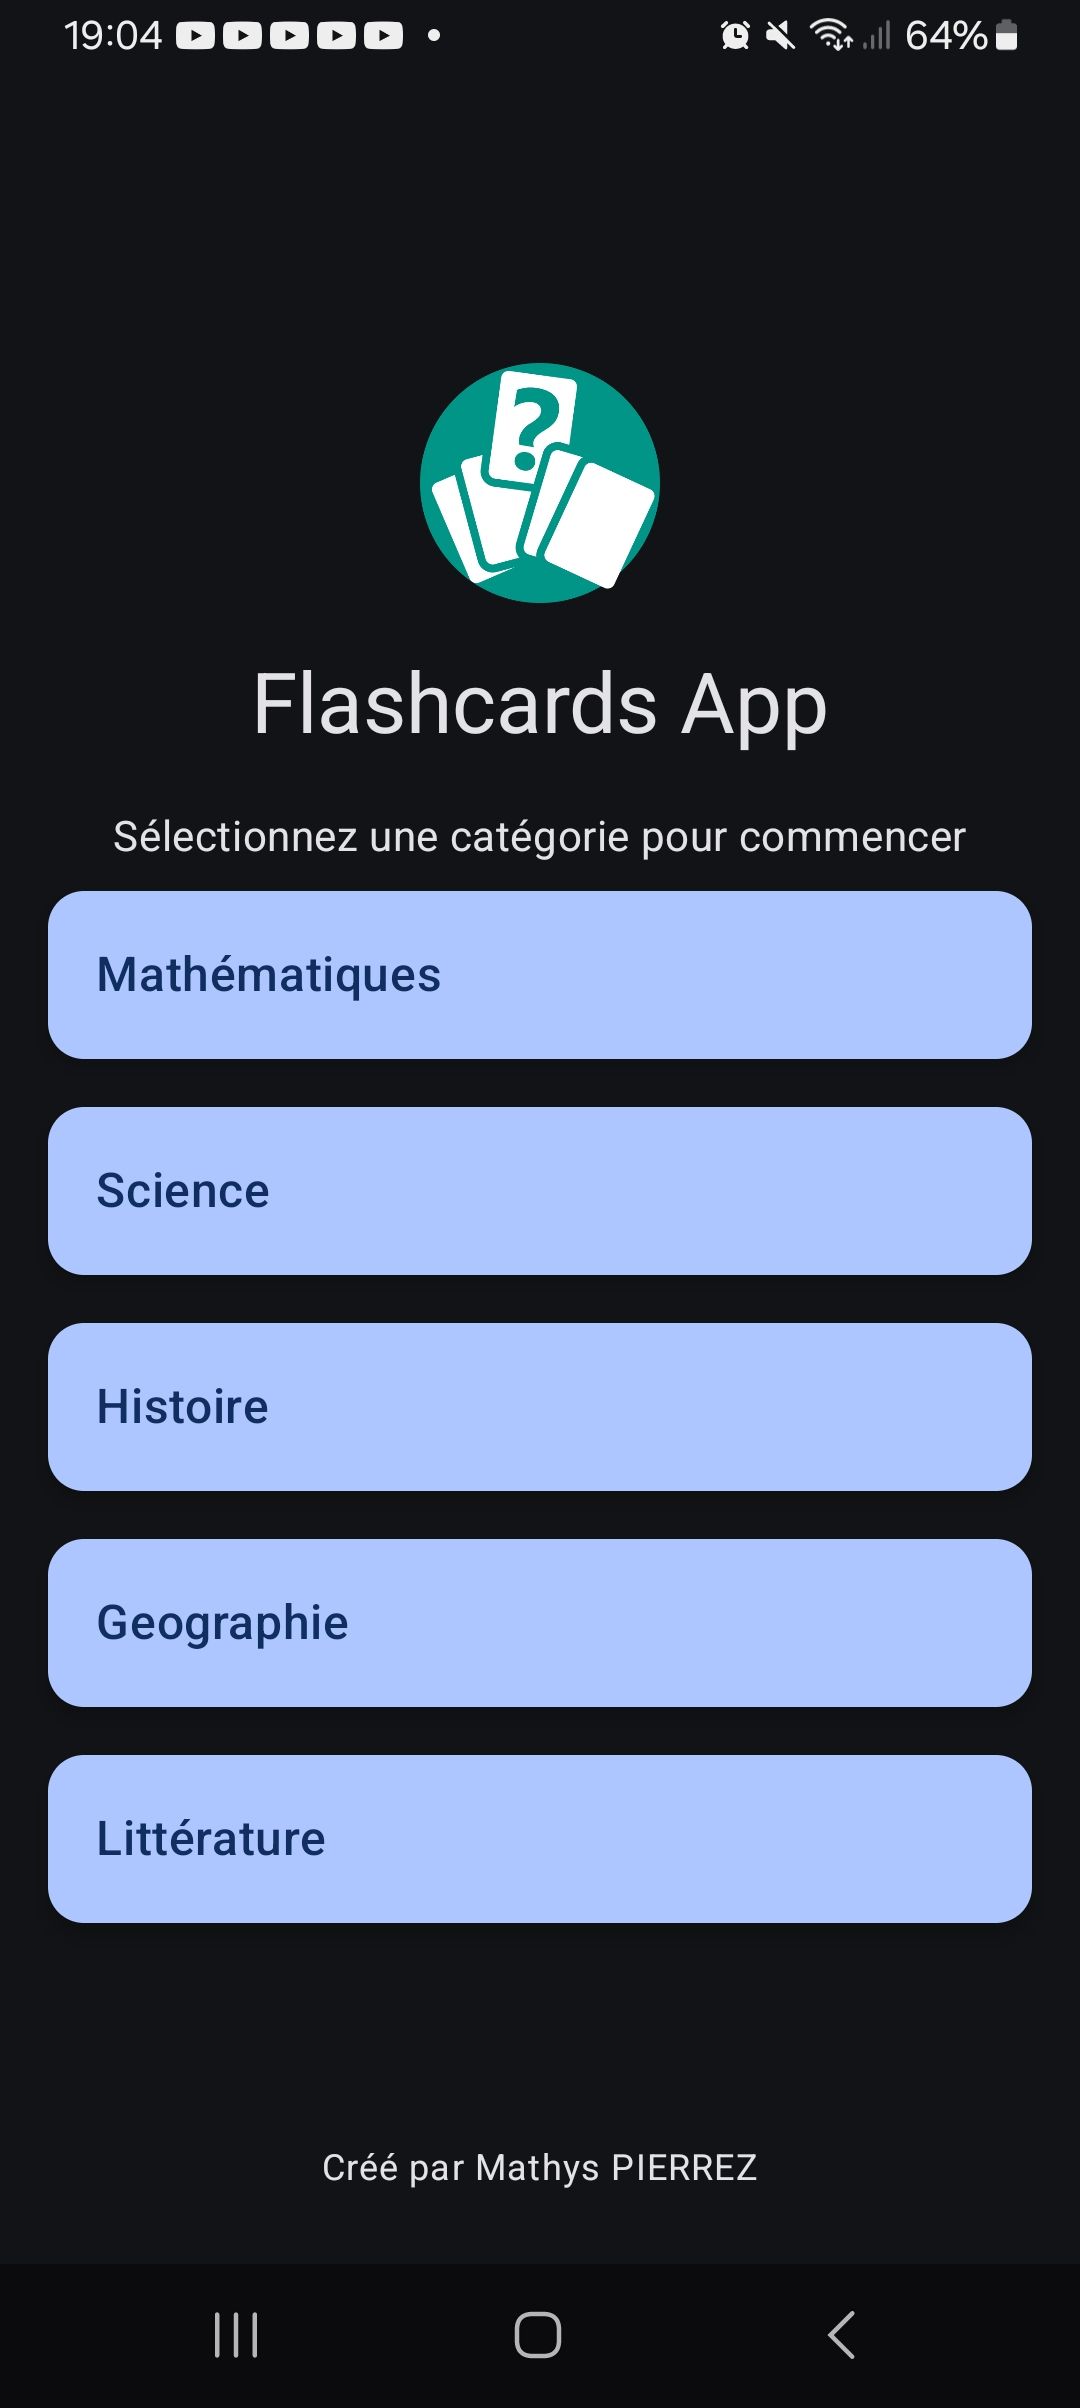 19:04
64%
?
Flashcards App
Sélectionnez une catégorie pour commencer
Mathématiques
Science
Histoire
Geographie
Littérature
Créé par Mathys PIERREZ